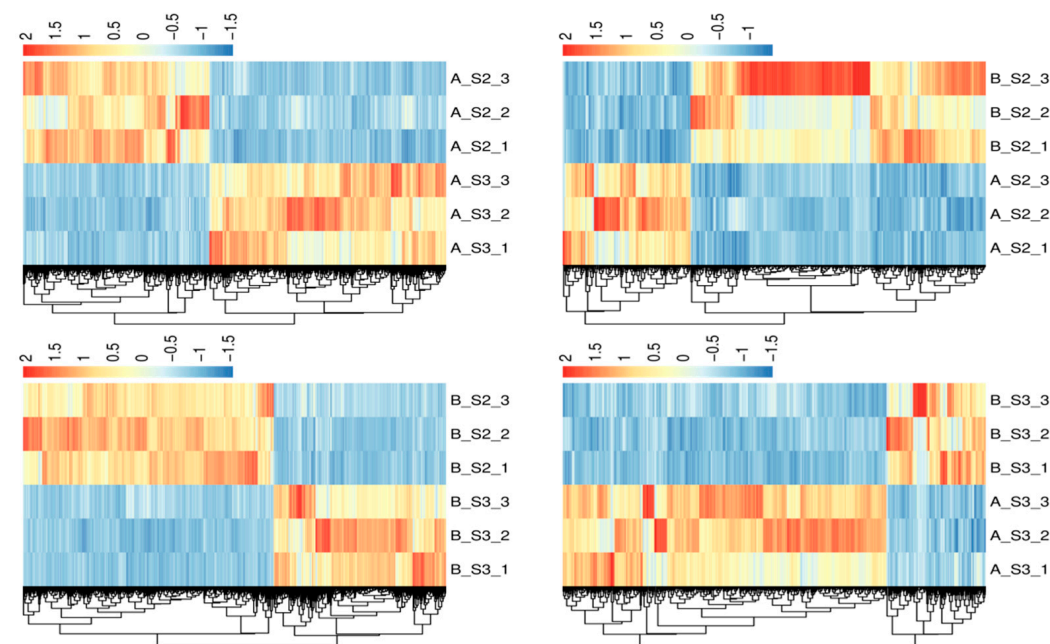 2 1.5 1 0.5 0 -0.5 -1 -1.5
A_S2_3
A_S2_2
A_S2_1
A_S3_3
A_S3_2
A_S3_1
2 1.5 1 0.5 0 -0.5 -1
B_S2_3
B_S2_2
B_S2_1
A_S2_3
A_S2_2
A_S2_1
2 1.5 1 0.5 0 -0.5 -1 -1.5
B_S2_3
B_S2_2
B_S2_1
B_S3_3
B_S3_2
B_S3_1
2 1.5 1 0.5 0 -0.5 -1 -1.5
B_S3_3
B_S3_2
B_S3_1
A_S3_3
A_S3_2
A_S3_1